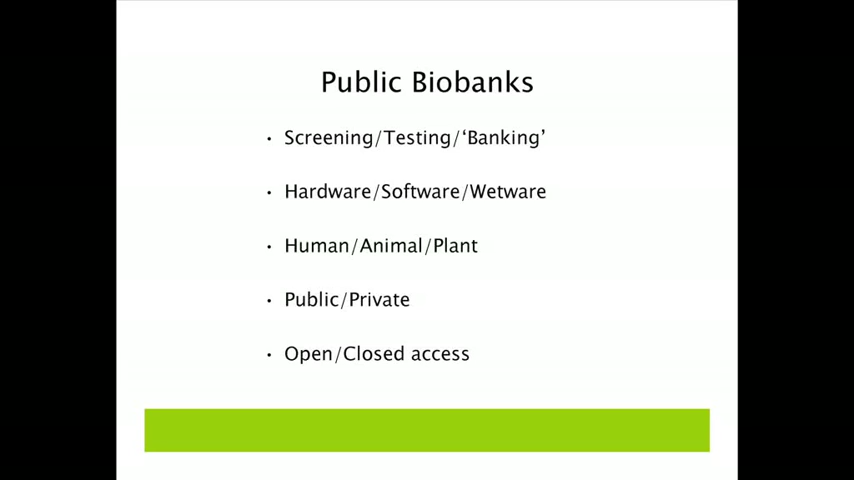 Public Biobanks
• Screening/Testing/‘Banking’
• Hardware/Software/Wetware
• Human/Animal/Plant
• Public/Private
• Open/Closed access